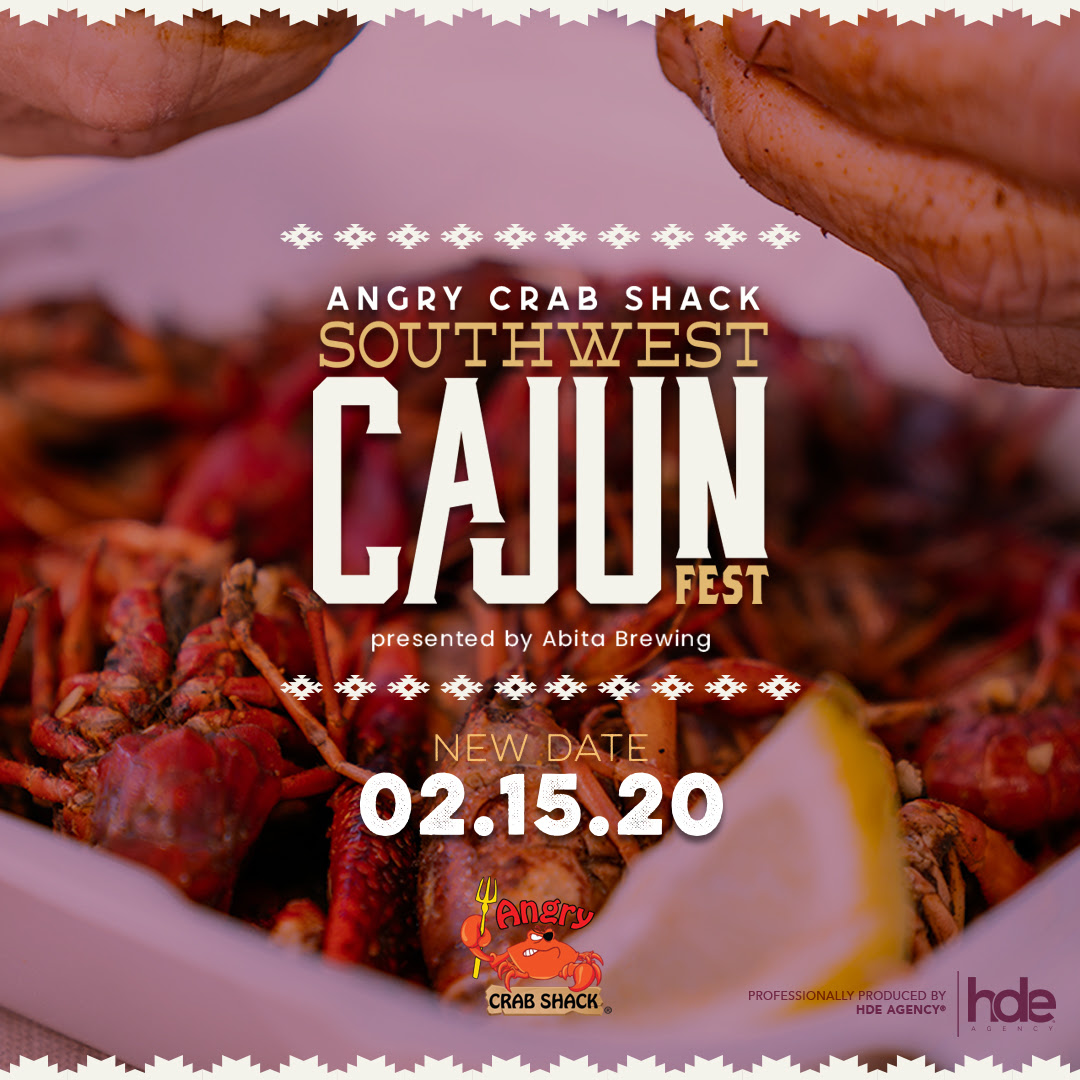 ANGRY CRAB SHACK
SOUTHWEST
CAJUN
FEST
presented by Abita Brewing
NEW DATE
02.15.20
Angry
CRAB SHACK®
PROFESSIONALLY PRODUCED BY
HDE AGENCY®
hde
AGENCY